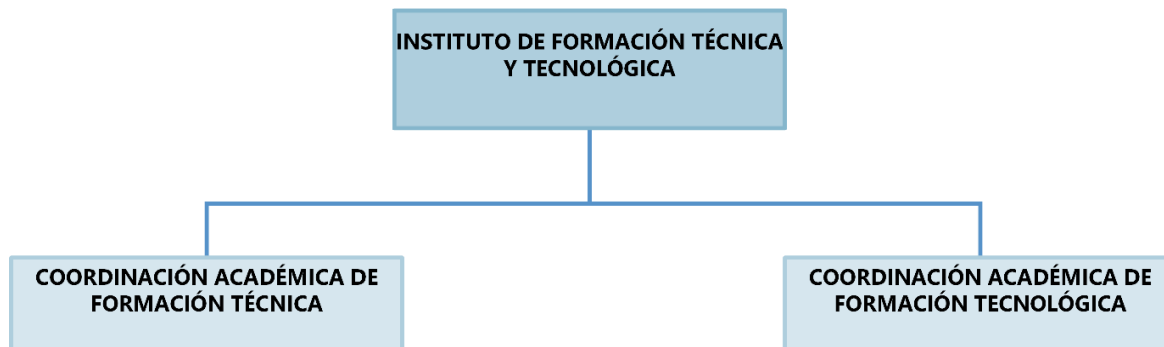 INSTITUTO DE FORMACIÓN TÉCNICA
Y TECNOLÓGICA
COORDINACIÓN ACADÉMICA DE
FORMACIÓN TÉCNICA
COORDINACIÓN ACADÉMICA DE
FORMACIÓN TECNOLÓGICA